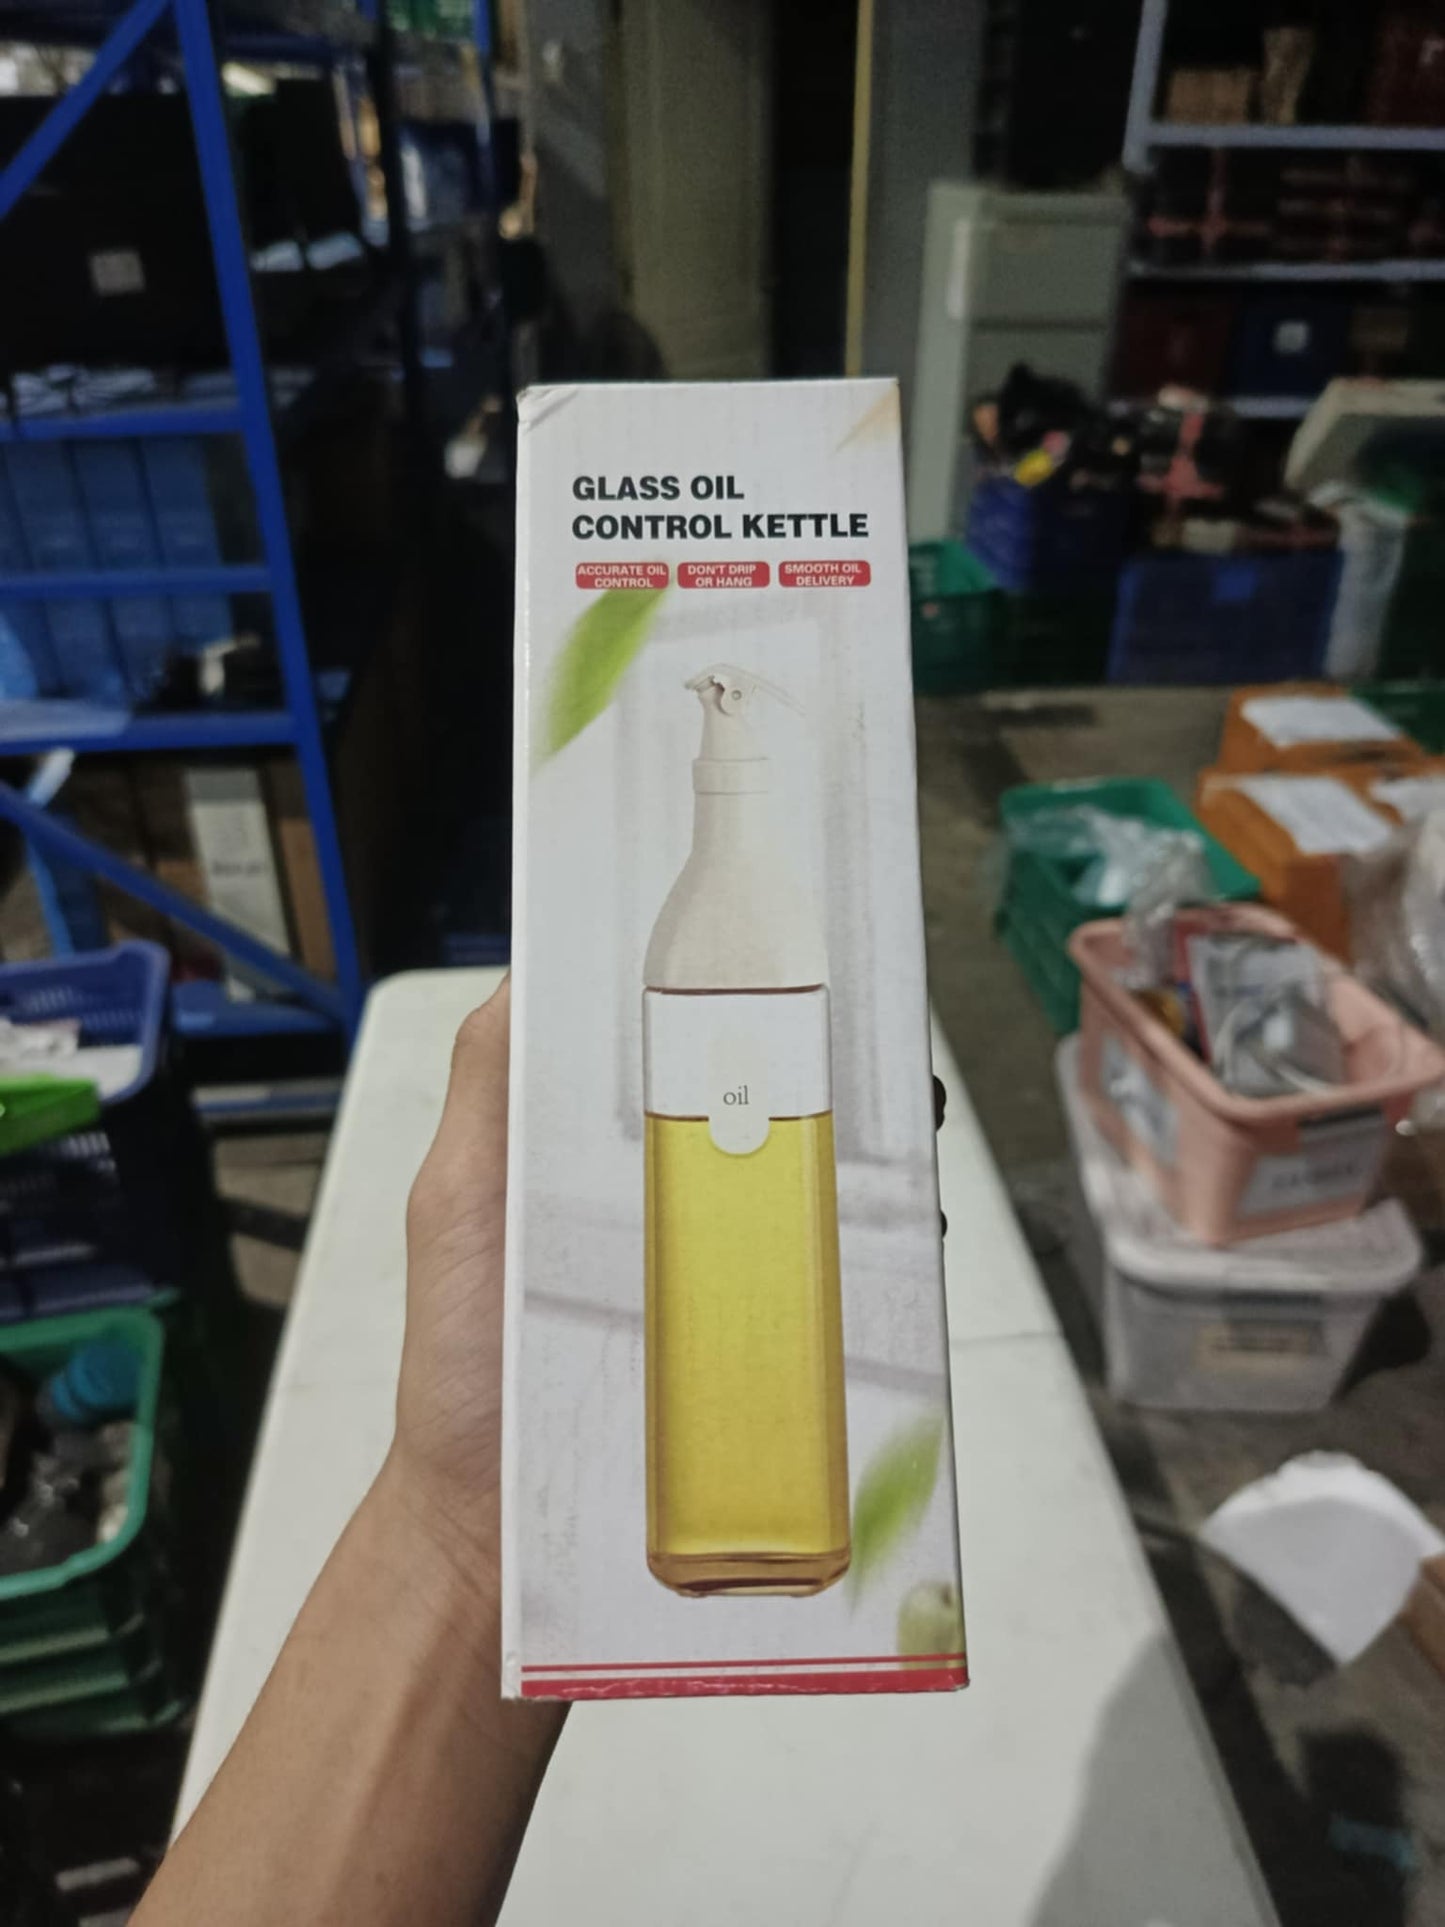 GLASS OIL
CONTROL KETTLE
ACCURATE OIL
CONTROL
DON'T DRIP
OR HANG
SMOOTH OIL
DELIVERY
oil